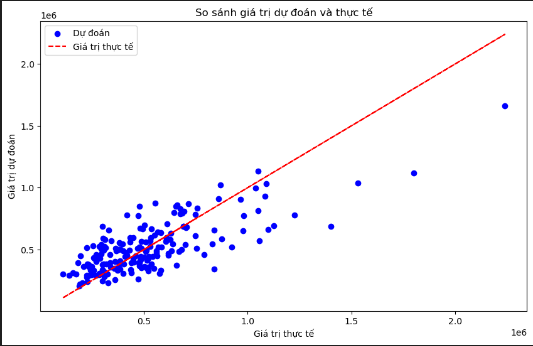 So sánh giá trị dự đoán và thực tế
1e6
Dự đoán
Giá trị thực tế
2.0
1.5
1.0
0.5
Giá trị dự đoán
0.5 1.0 1.5 2.0
Giá trị thực tế
1e6